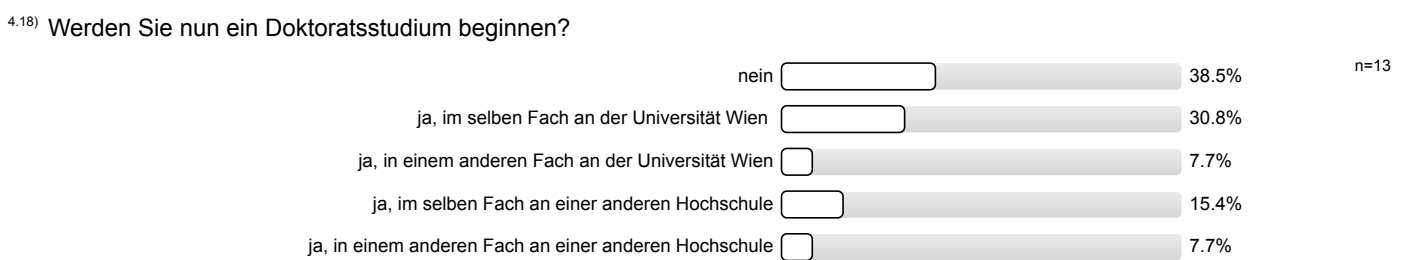 4.18) Werden Sie nun ein Doktoratsstudium beginnen?
n=13
nein 38.5%
ja, im selben Fach an der Universität Wien 30.8%
ja, in einem anderen Fach an der Universität Wien 7.7%
ja, im selben Fach an einer anderen Hochschule 15.4%
ja, in einem anderen Fach an einer anderen Hochschule 7.7%